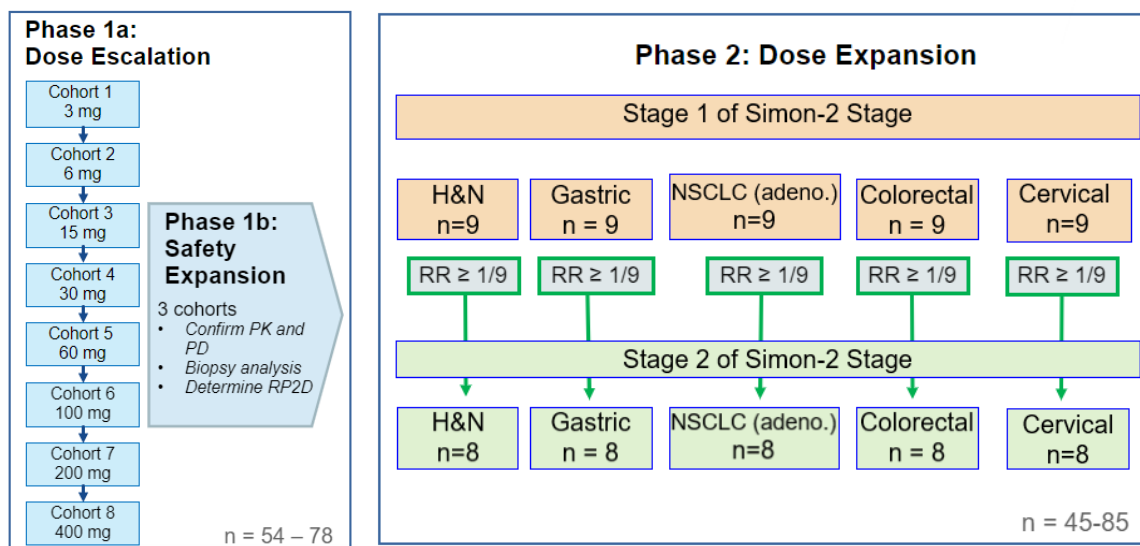 Phase 1a:
Dose Escalation
Cohort 1
3 mg
Cohort 2
6 mg
Cohort 3
15 mg
Cohort 4
30 mg
Cohort 5
60 mg
Cohort 6
100 mg
Cohort 7
200 mg
Cohort 8
400 mg
Phase 1b:
Safety
Expansion
3 cohorts
• Confirm PK and
PD
• Biopsy analysis
• Determine RP2D
n = 54 – 78
Phase 2: Dose Expansion
Stage 1 of Simon-2 Stage
H&N
n=9
Gastric
n = 9
NSCLC (adeno.)
n=9
Colorectal
n = 9
Cervical
n=9
RR ≥ 1/9
RR ≥ 1/9
RR ≥ 1/9
RR ≥ 1/9
RR ≥ 1/9
Stage 2 of Simon-2 Stage
H&N
n=8
Gastric
n = 8
NSCLC (adeno.)
n=8
Colorectal
n = 8
Cervical
n=8
n = 45-85